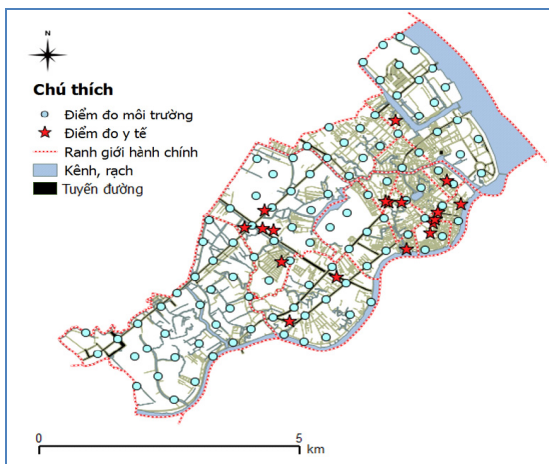 N
Chú thích
Điểm đo môi trường
Điểm đo y tế
Ranh giới hành chính
Kênh, rạch
Tuyến đường
0 5
km